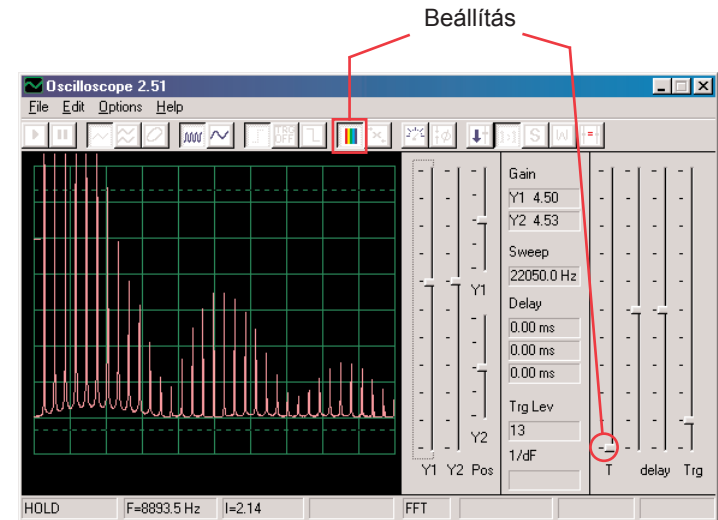 Beállítás
Oscilloscope 2.51
File Edit Options Help
TRG OFF
S
Gain
Y1 4.50
Y2 4.53
Sweep
22050.0 Hz
Delay
0.00 ms
0.00 ms
0.00 ms
Trg Lev
13
1/dF
Y1
Y2
Y1 Y2 Pos
T delay Trg
HOLD F=8893.5 Hz I=2.14 FFT